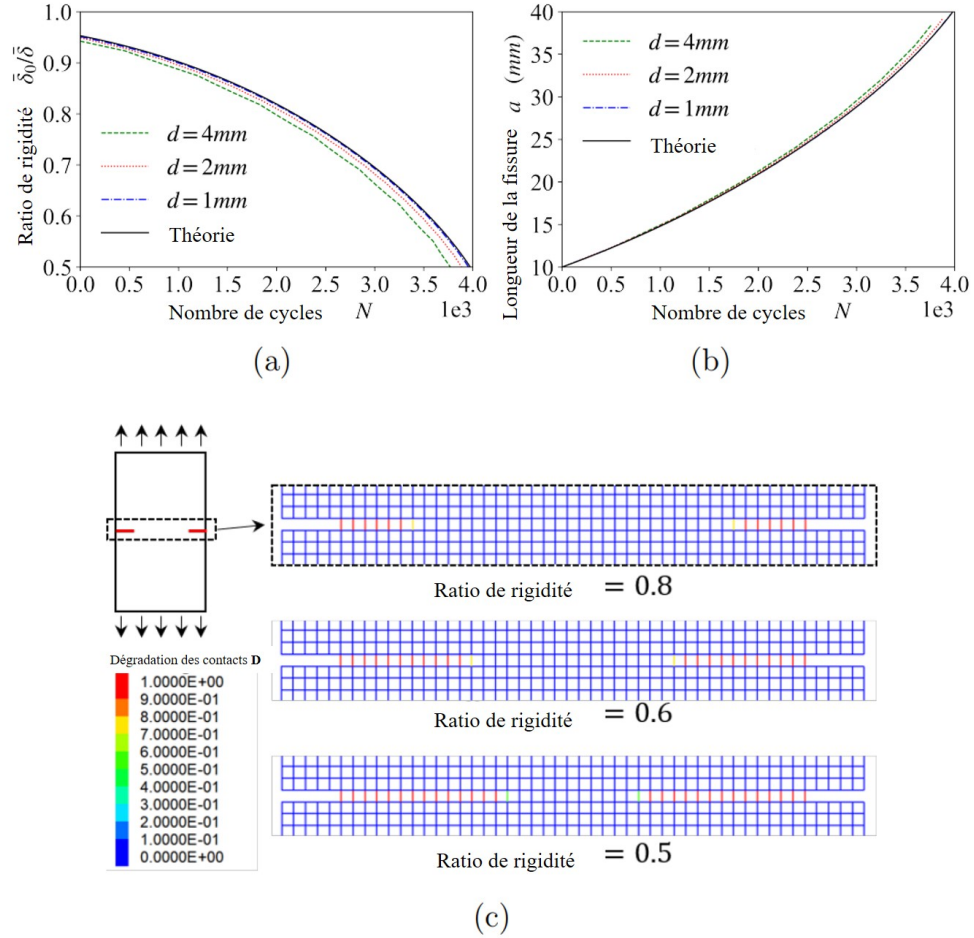 1.0
0.9
0.8
0.7
0.6
0.5
Ratio de rigidité δ̄₀/δ̄
d = 4mm
d = 2mm
d = 1mm
Théorie
0.0 0.5 1.0 1.5 2.0 2.5 3.0 3.5 4.0
Nombre de cycles N 1e3
(a)
40
35
30
25
20
15
10
Longueur de la fissure a (mm)
d = 4mm
d = 2mm
d = 1mm
Théorie
0.0 0.5 1.0 1.5 2.0 2.5 3.0 3.5 4.0
Nombre de cycles N 1e3
(b)
Ratio de rigidité = 0.8
Dégradation des contacts D
1.0000E+00
9.0000E-01
8.0000E-01
7.0000E-01
6.0000E-01
5.0000E-01
4.0000E-01
3.0000E-01
2.0000E-01
1.0000E-01
0.0000E+00
Ratio de rigidité = 0.6
Ratio de rigidité = 0.5
(c)